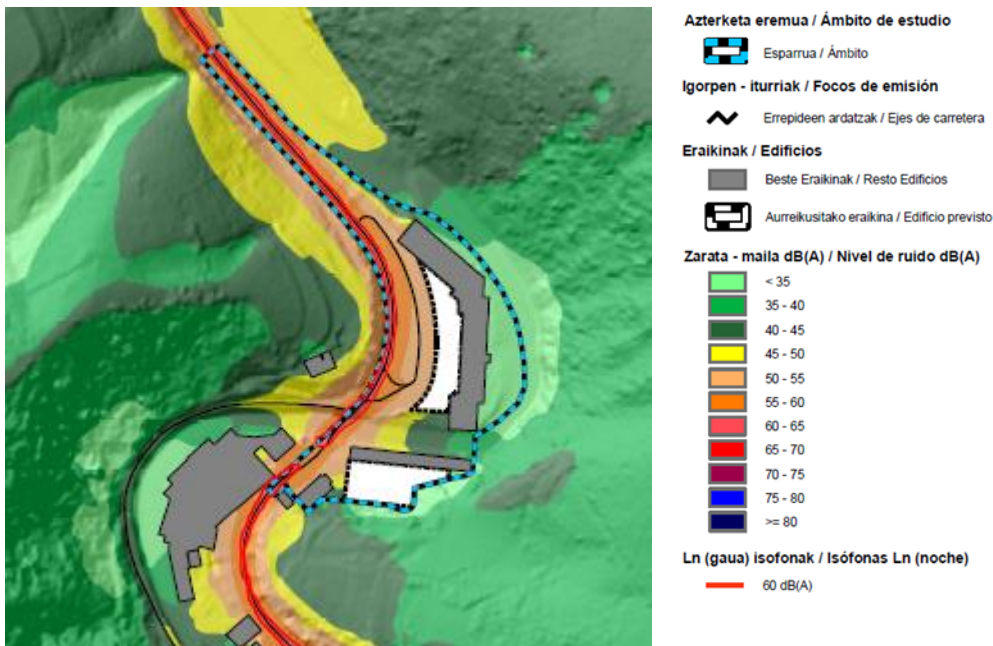 Azterketa eremua / Ámbito de estudio
Esparrua / Ámbito
Igorpen - iturriak / Focos de emisión
Errepideen ardatzak / Ejes de carretera
Eraikinak / Edificios
Beste Eraikinak / Resto Edificios
Aurreikusitako eraikina / Edificio previsto
Zarata - maila dB(A) / Nivel de ruido dB(A)
< 35
35 - 40
40 - 45
45 - 50
50 - 55
55 - 60
60 - 65
65 - 70
70 - 75
75 - 80
>= 80
Ln (gaua) isofonak / Isófonas Ln (noche)
60 dB(A)